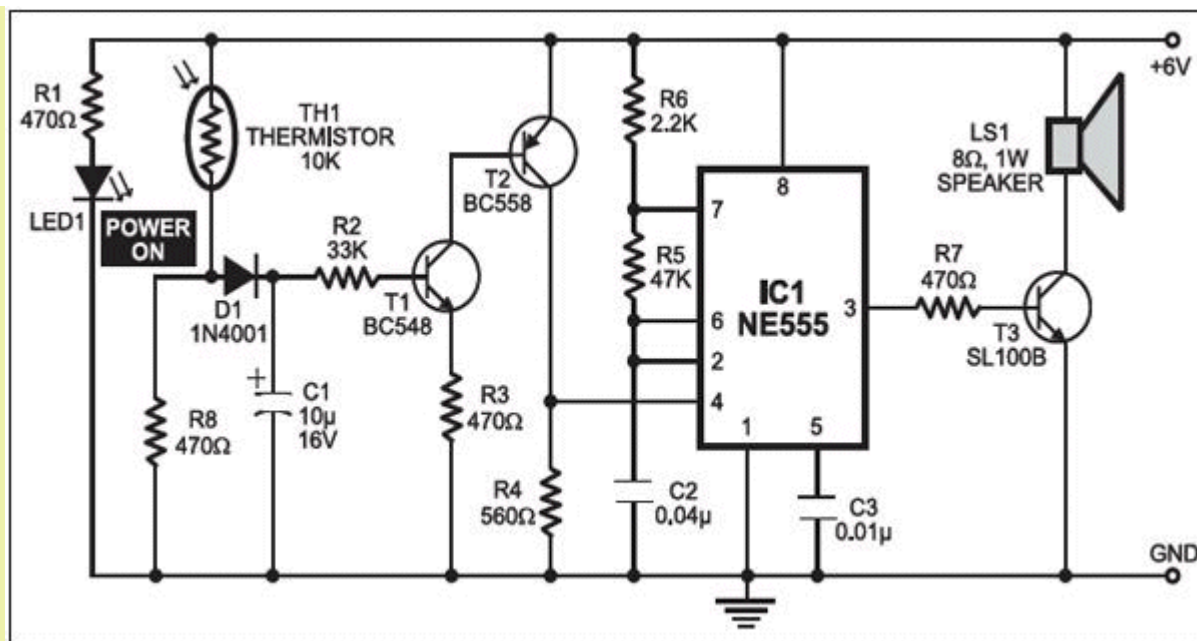 R1
470Ω
LED1
POWER
ON
TH1
THERMISTOR
10K
D1
1N4001
R8
470Ω
+
C1
10µ
16V
R2
33K
T1
BC548
R3
470Ω
T2
BC558
R4
560Ω
R6
2.2K
R5
47K
C2
0.04µ
7
6
2
4
8
IC1
NE555
3
1
5
C3
0.01µ
R7
470Ω
T3
SL100B
LS1
8Ω, 1W
SPEAKER
+6V
GND